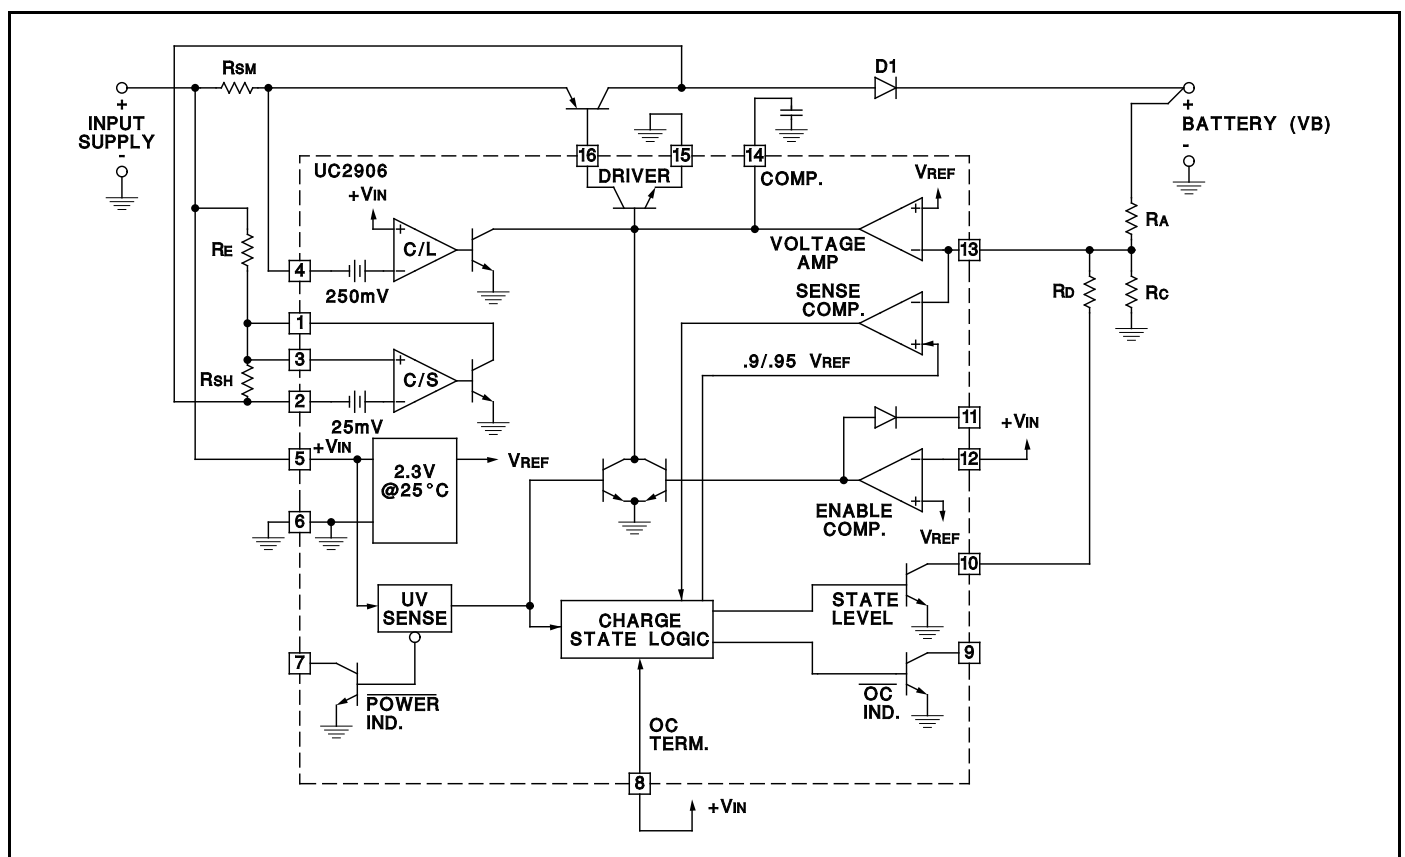 RSM
D1
+
INPUT
SUPPLY
-
+
BATTERY (VB)
-
16
15
14
UC2906
DRIVER
COMP.
+VIN
VREF
+
-
C/L
+
-
VOLTAGE
AMP
13
RA
RE
4
250mV
RD
RC
SENSE
COMP.
-
+
1
3
RSH
2
+
-
C/S
25mV
.9/.95 VREF
11
+VIN
5
+VIN
2.3V
@25°C
VREF
12
-
+
ENABLE
COMP.
VREF
6
10
UV
SENSE
CHARGE
STATE LOGIC
STATE
LEVEL
7
9
POWER
IND.
OC
IND.
OC
TERM.
8
+VIN